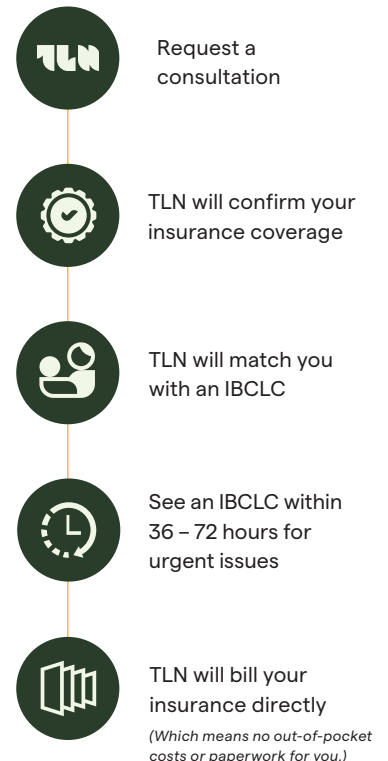 TLN
Request a
consultation
TLN will confirm your
insurance coverage
TLN will match you
with an IBCLC
See an IBCLC within
36 – 72 hours for
urgent issues
TLN will bill your
insurance directly
(Which means no out-of-pocket
costs or paperwork for you.)